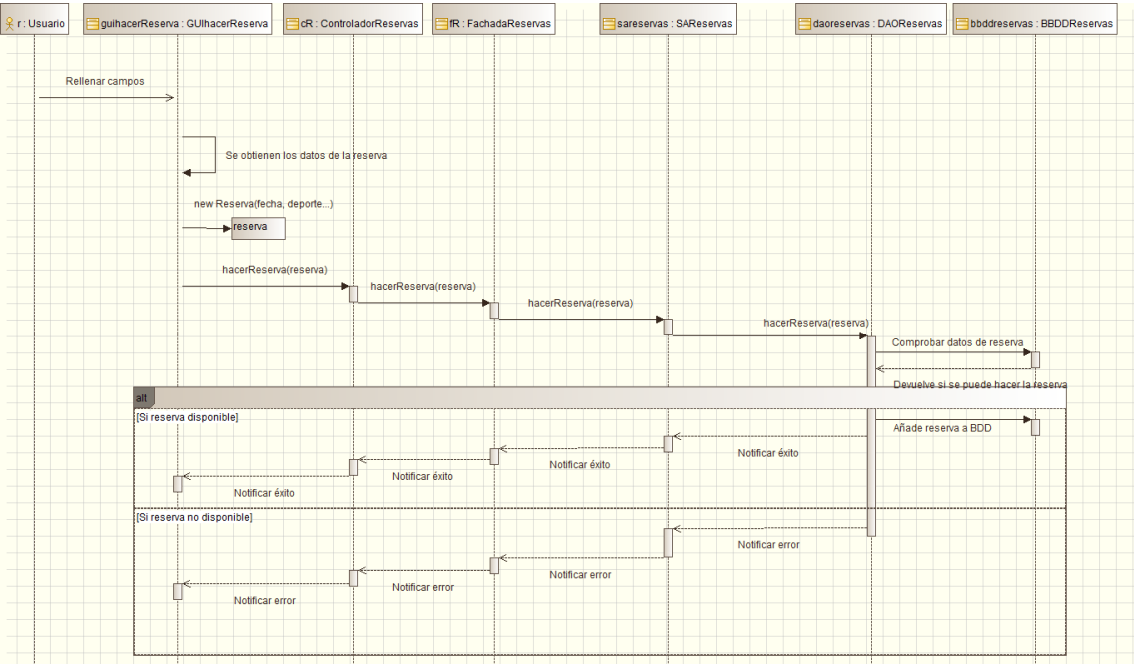 r : Usuario
guihacerReserva : GUIhacerReserva
cR : ControladorReservas
fR : FachadaReservas
sareservas : SAReservas
daoreservas : DAOReservas
bbddreservas : BBDDReservas
Rellenar campos
Se obtienen los datos de la reserva
new Reserva(fecha, deporte...)
reserva
hacerReserva(reserva)
hacerReserva(reserva)
hacerReserva(reserva)
hacerReserva(reserva)
Comprobar datos de reserva
Devuelve si se puede hacer la reserva
alt
[Si reserva disponible]
Añade reserva a BDD
Notificar éxito
Notificar éxito
Notificar éxito
Notificar éxito
[Si reserva no disponible]
Notificar error
Notificar error
Notificar error
Notificar error